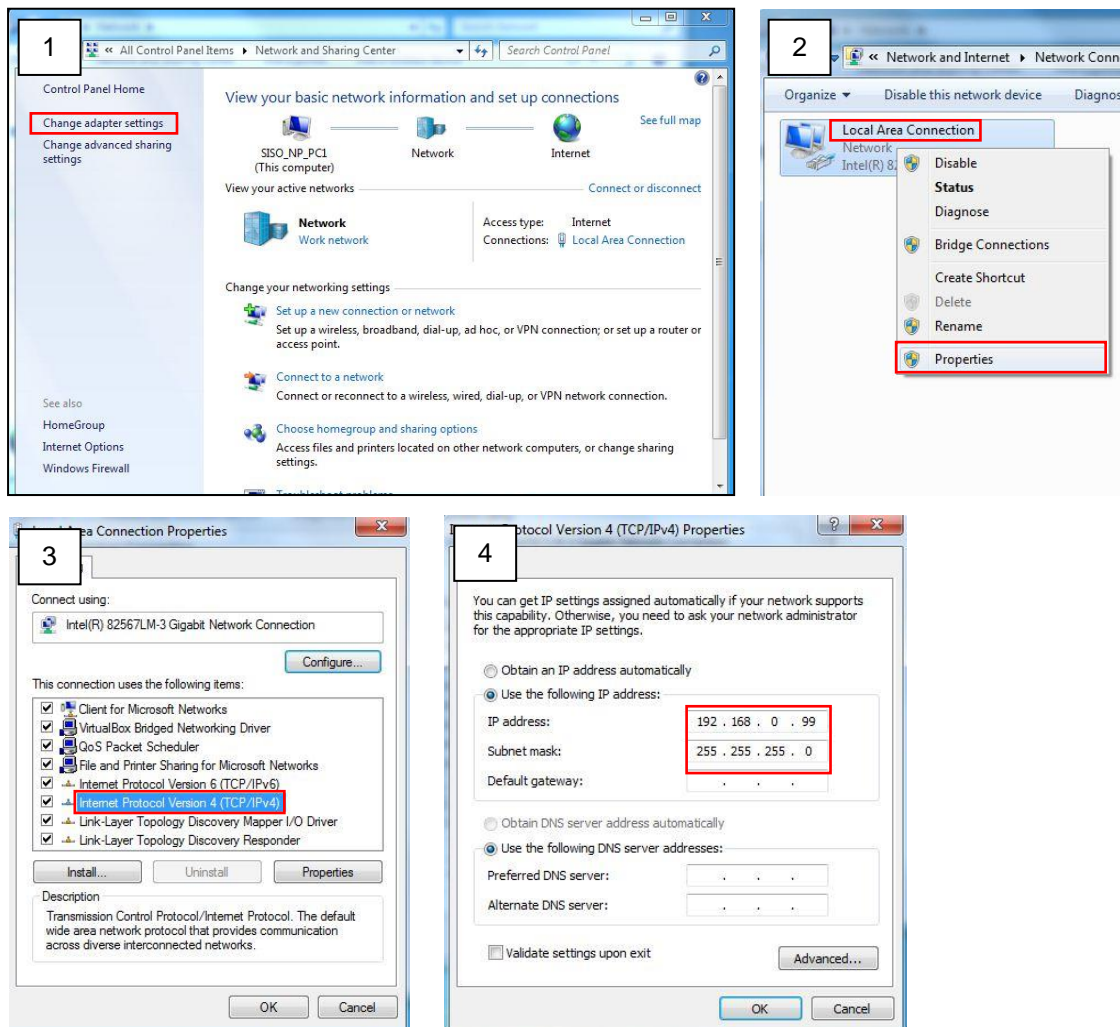 1
« All Control Panel Items ▸ Network and Sharing Center
Search Control Panel
Control Panel Home
Change adapter settings
Change advanced sharing
settings
See also
HomeGroup
Internet Options
Windows Firewall
View your basic network information and set up connections
See full map
SISO_NP_PC1
(This computer)
Network
Internet
View your active networks
Connect or disconnect
Network
Work network
Access type: Internet
Connections: Local Area Connection
Change your networking settings
Set up a new connection or network
Set up a wireless, broadband, dial-up, ad hoc, or VPN connection; or set up a router or
access point.
Connect to a network
Connect or reconnect to a wireless, wired, dial-up, or VPN network connection.
Choose homegroup and sharing options
Access files and printers located on other network computers, or change sharing
settings.
2
« Network and Internet ▸ Network Conn
Organize Disable this network device Diagnos
Local Area Connection
Network
Intel(R) 8
Disable
Status
Diagnose
Bridge Connections
Create Shortcut
Delete
Rename
Properties
3
ea Connection Properties
Connect using:
Intel(R) 82567LM-3 Gigabit Network Connection
Configure...
This connection uses the following items:
Client for Microsoft Networks
VirtualBox Bridged Networking Driver
QoS Packet Scheduler
File and Printer Sharing for Microsoft Networks
Internet Protocol Version 6 (TCP/IPv6)
Internet Protocol Version 4 (TCP/IPv4)
Link-Layer Topology Discovery Mapper I/O Driver
Link-Layer Topology Discovery Responder
Install... Uninstall Properties
Description
Transmission Control Protocol/Internet Protocol. The default
wide area network protocol that provides communication
across diverse interconnected networks.
OK Cancel
4
otocol Version 4 (TCP/IPv4) Properties
You can get IP settings assigned automatically if your network supports
this capability. Otherwise, you need to ask your network administrator
for the appropriate IP settings.
Obtain an IP address automatically
Use the following IP address:
IP address: 192 . 168 . 0 . 99
Subnet mask: 255 . 255 . 255 . 0
Default gateway: . . .
Obtain DNS server address automatically
Use the following DNS server addresses:
Preferred DNS server: . . .
Alternate DNS server: . . .
Validate settings upon exit
Advanced...
OK Cancel